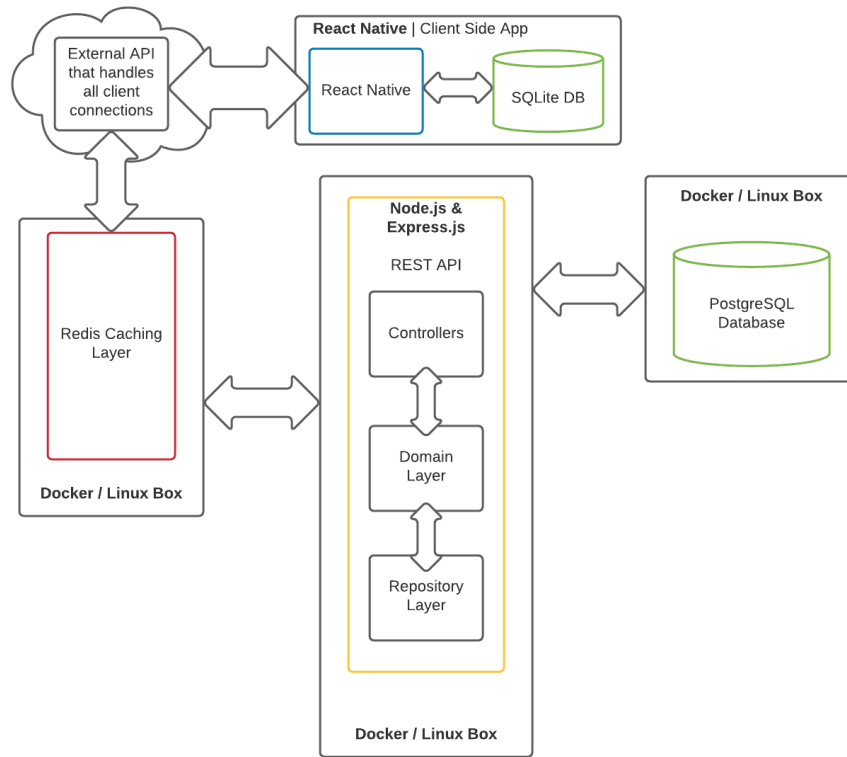 External API
that handles
all client
connections
React Native | Client Side App
React Native
SQLite DB
Redis Caching
Layer
Docker / Linux Box
Node.js &
Express.js
REST API
Controllers
Domain
Layer
Repository
Layer
Docker / Linux Box
Docker / Linux Box
PostgreSQL
Database